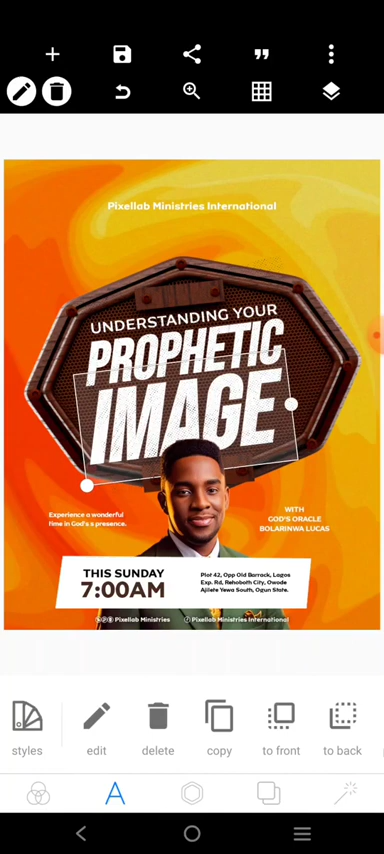 Pixellab Ministries International
UNDERSTANDING YOUR
PROPHETIC
IMAGE
Experience a wonderful
time in God's s presence.
WITH
GOD'S ORACLE
BOLARINWA LUCAS
THIS SUNDAY
7:00AM
Plot 42, Opp Old Barrack, Lagos
Exp. Rd, Rehoboth City, Owode
Ajilete Yewa South, Ogun State.
Pixellab Ministries
Pixellab Ministries International
styles
edit
delete
copy
to front
to back